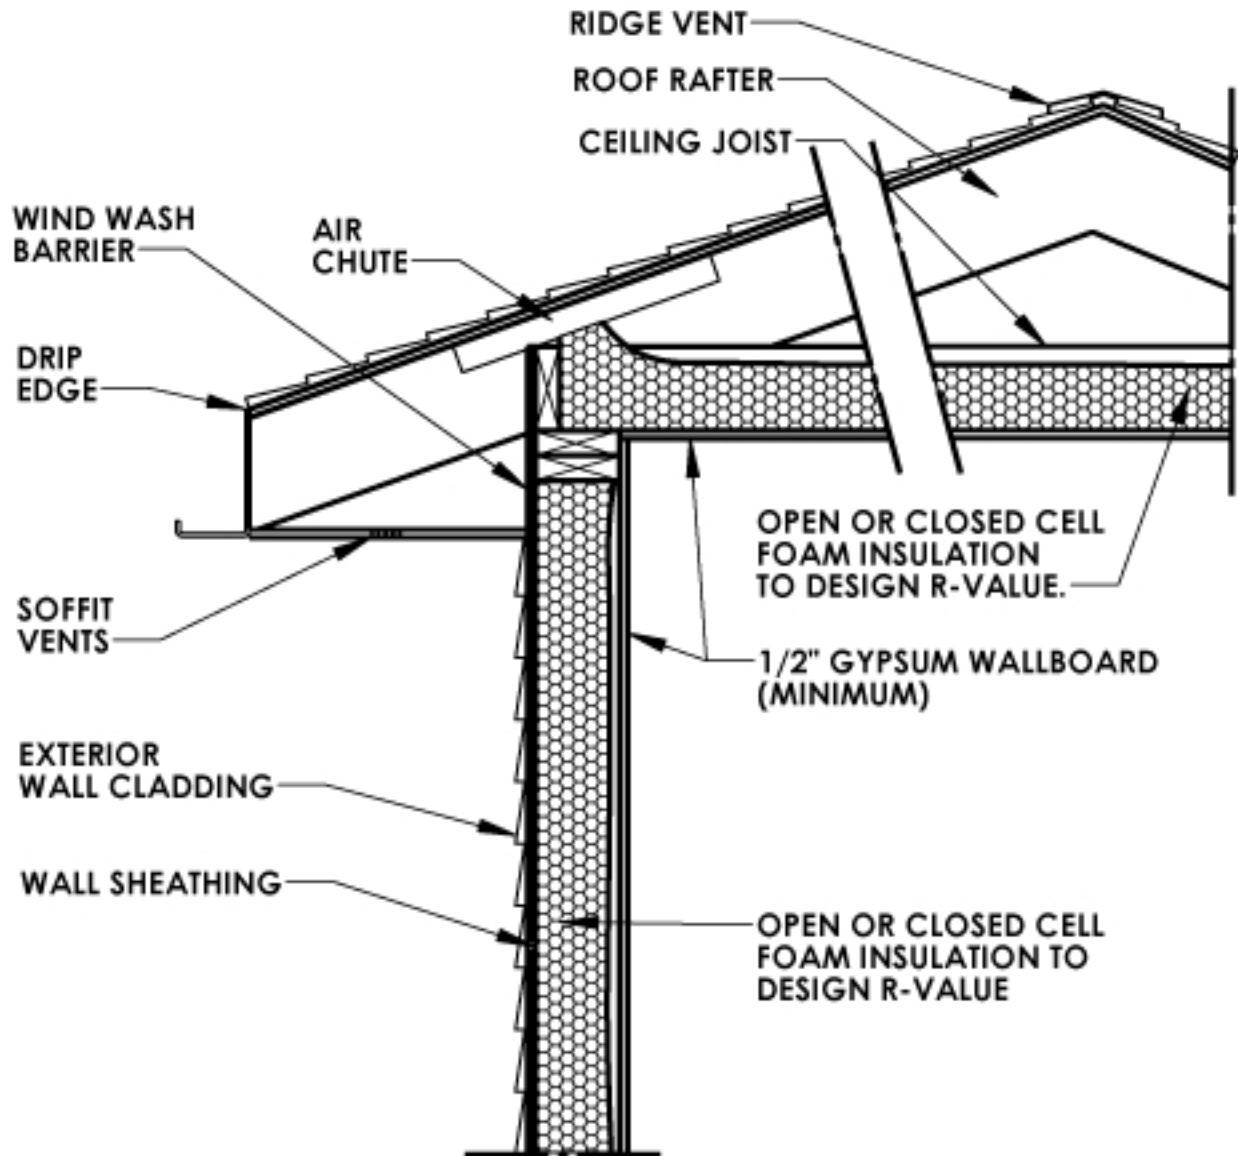 RIDGE VENT
ROOF RAFTER
CEILING JOIST
WIND WASH
BARRIER
AIR
CHUTE
DRIP
EDGE
OPEN OR CLOSED CELL
FOAM INSULATION
TO DESIGN R-VALUE.
SOFFIT
VENTS
1/2" GYPSUM WALLBOARD
(MINIMUM)
EXTERIOR
WALL CLADDING
WALL SHEATHING
OPEN OR CLOSED CELL
FOAM INSULATION TO
DESIGN R-VALUE